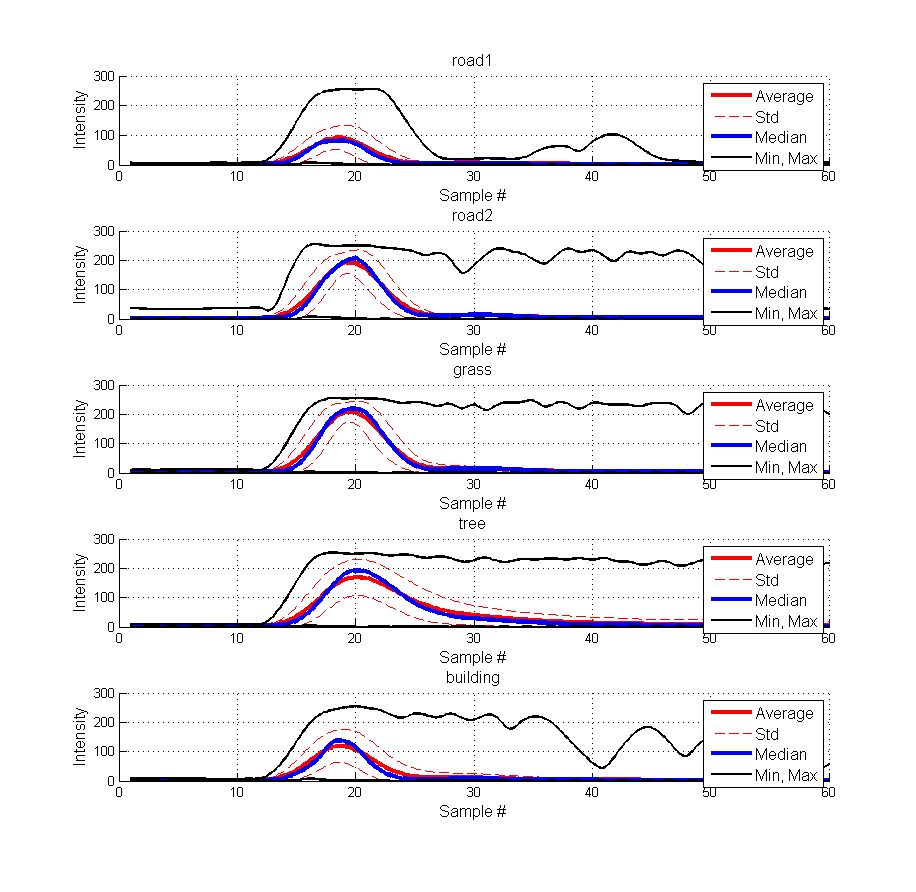 road1
300
200
100
0
Intensity
0 10 20 30 40 50 60
Sample #
Average
Std
Median
Min, Max
road2
300
200
100
0
Intensity
0 10 20 30 40 50 60
Sample #
Average
Std
Median
Min, Max
grass
300
200
100
0
Intensity
0 10 20 30 40 50 60
Sample #
Average
Std
Median
Min, Max
tree
300
200
100
0
Intensity
0 10 20 30 40 50 60
Sample #
Average
Std
Median
Min, Max
building
300
200
100
0
Intensity
0 10 20 30 40 50 60
Sample #
Average
Std
Median
Min, Max